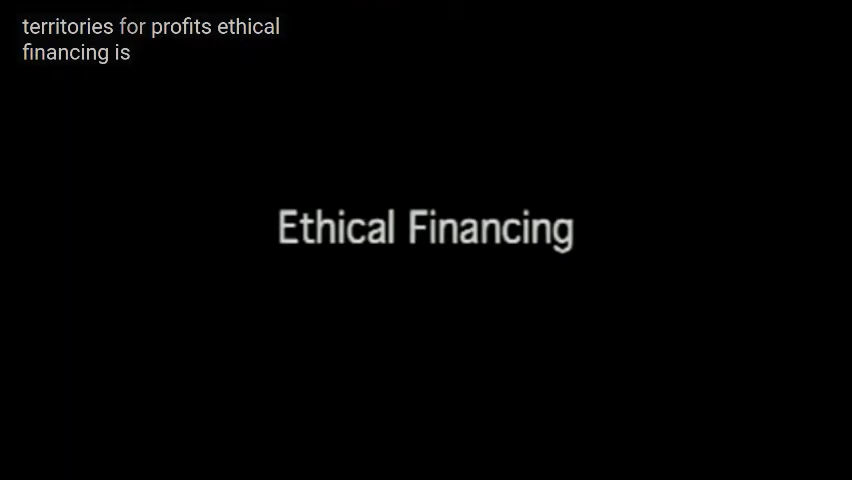 territories for profits ethical
financing is
Ethical Financing